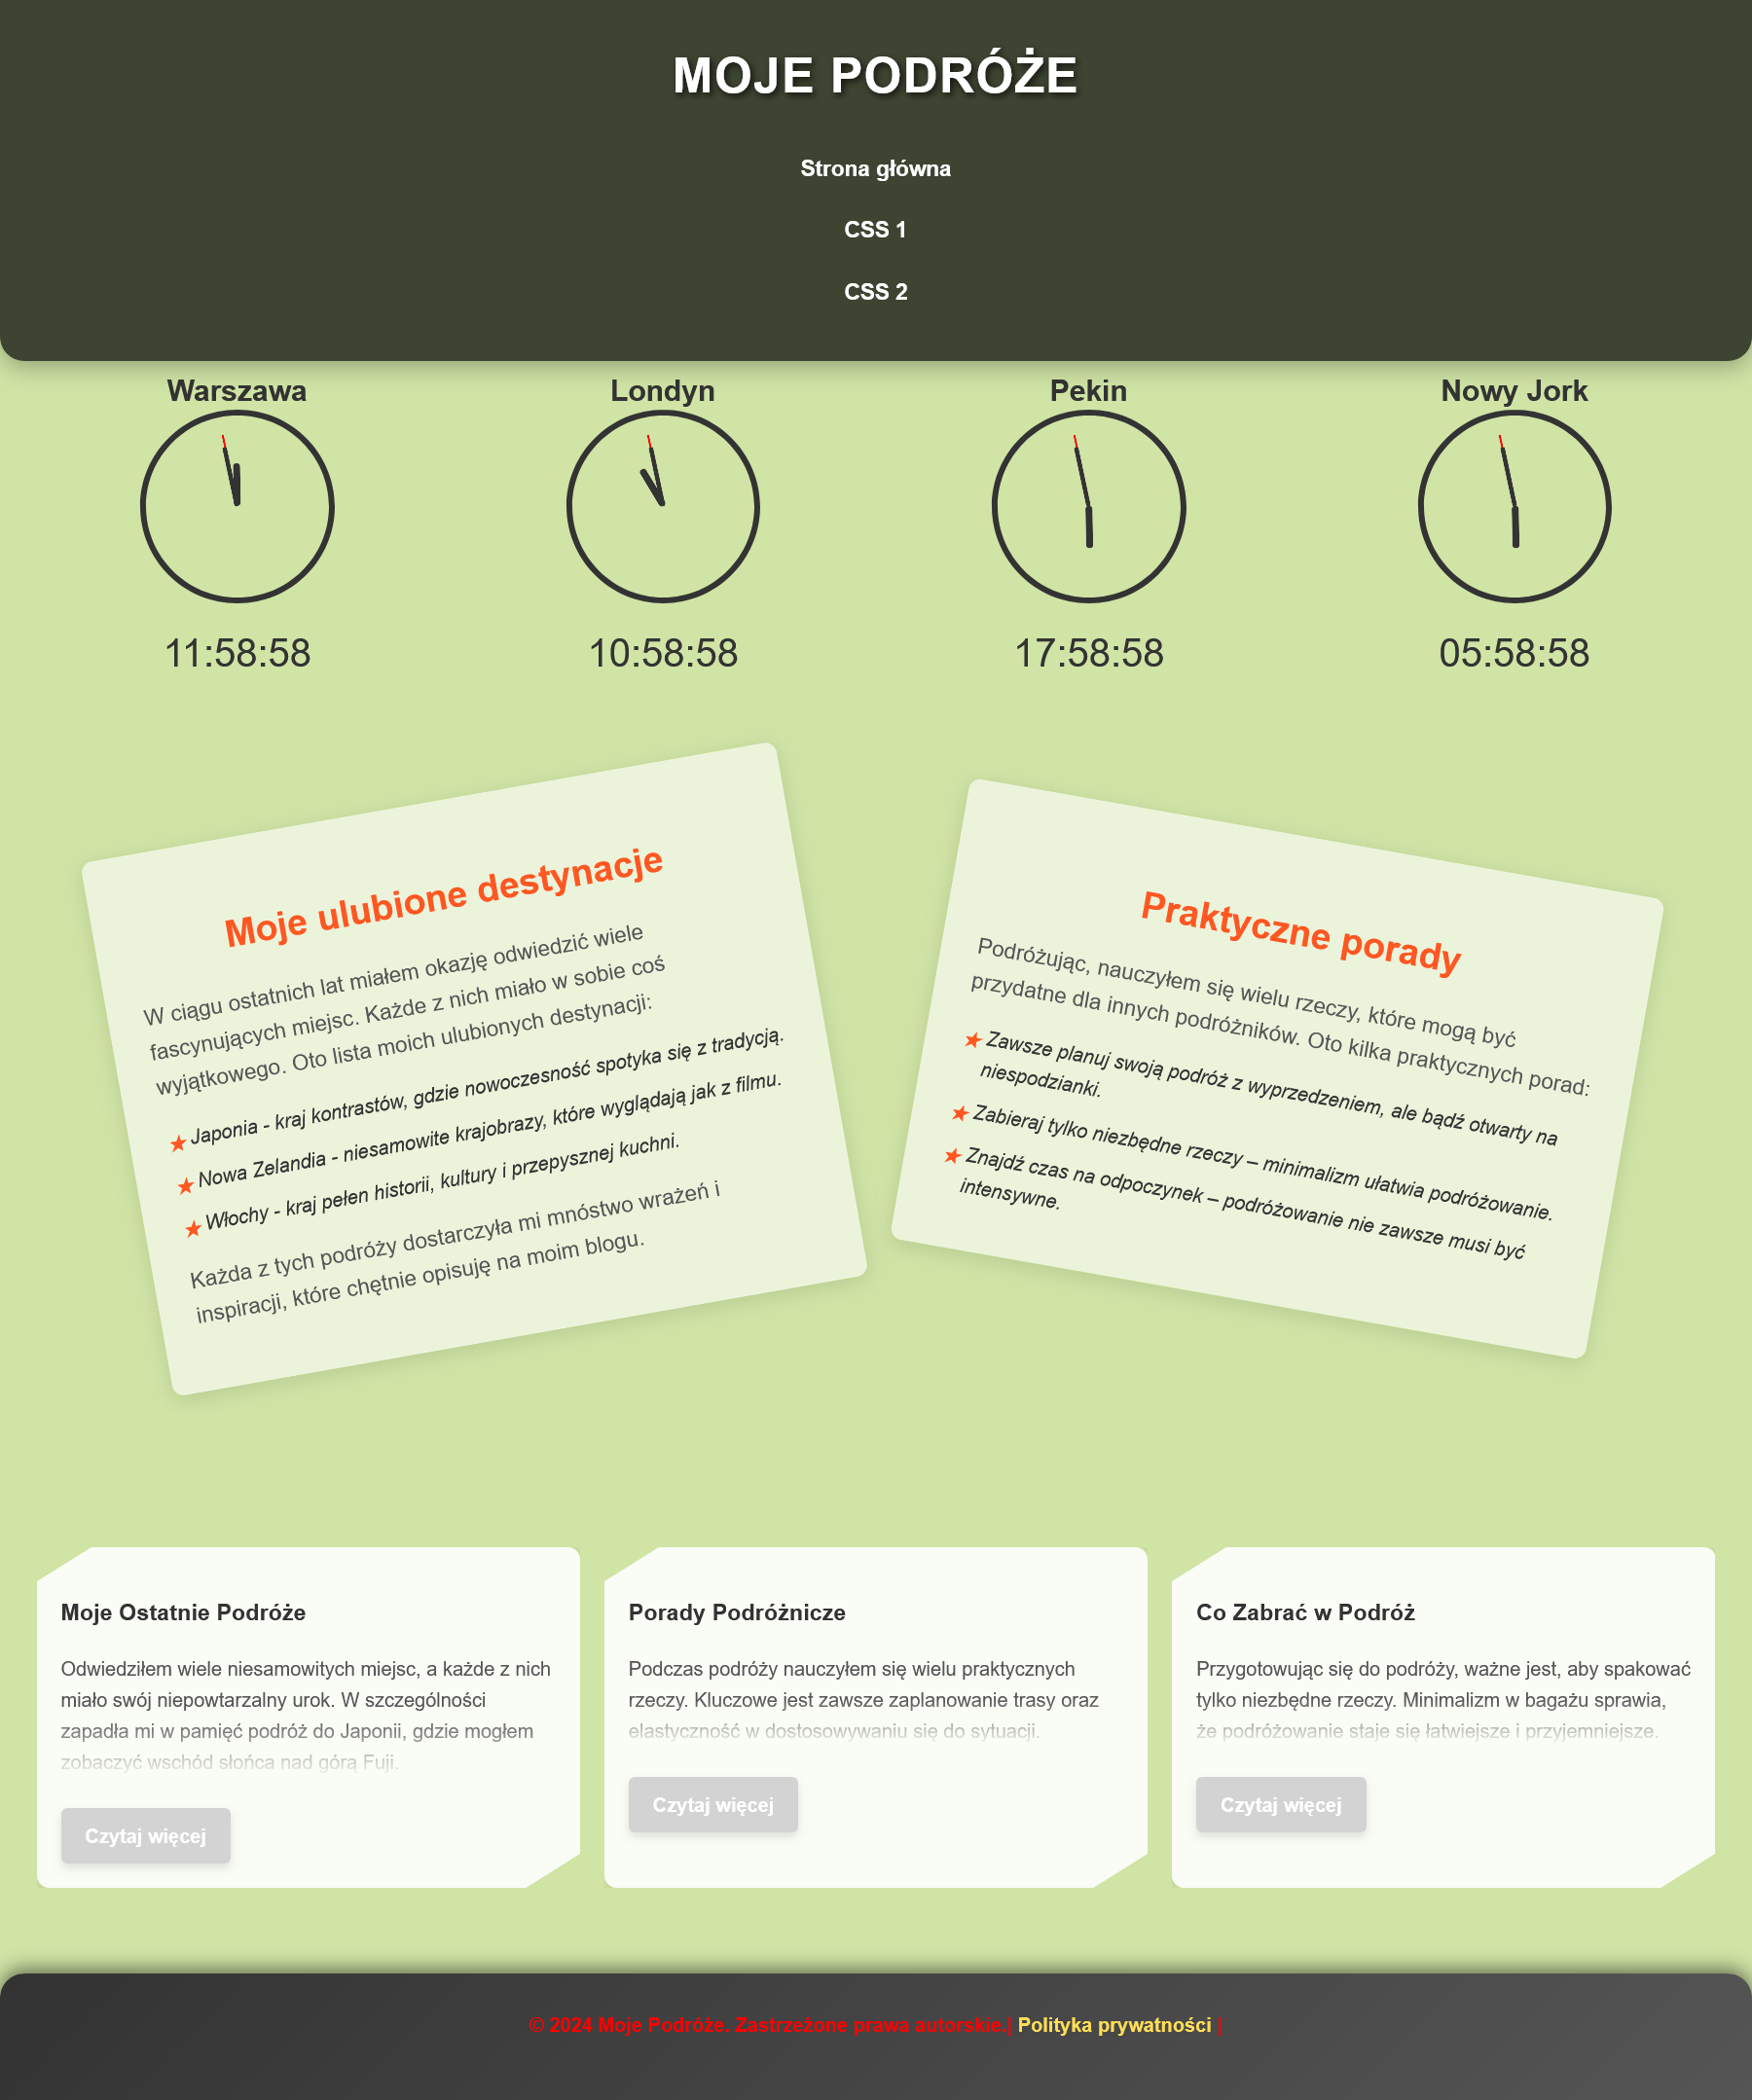 MOJE PODRÓŻE
Strona główna
CSS 1
CSS 2
Warszawa
Londyn
Pekin
Nowy Jork
11:58:58
10:58:58
17:58:58
05:58:58
Moje ulubione destynacje
W ciągu ostatnich lat miałem okazję odwiedzić wiele
fascynujących miejsc. Każde z nich miało w sobie coś
wyjątkowego. Oto lista moich ulubionych destynacji:
★ Japonia - kraj kontrastów, gdzie nowoczesność spotyka się z tradycją.
★ Nowa Zelandia - niesamowite krajobrazy, które wyglądają jak z filmu.
★ Włochy - kraj pełen historii, kultury i przepysznej kuchni.
Każda z tych podróży dostarczyła mi mnóstwo wrażeń i
inspiracji, które chętnie opisuję na moim blogu.
Praktyczne porady
Podróżując, nauczyłem się wielu rzeczy, które mogą być
przydatne dla innych podróżników. Oto kilka praktycznych porad:
★ Zawsze planuj swoją podróż z wyprzedzeniem, ale bądź otwarty na
niespodzianki.
★ Zabieraj tylko niezbędne rzeczy – minimalizm ułatwia podróżowanie.
★ Znajdź czas na odpoczynek – podróżowanie nie zawsze musi być
intensywne.
Moje Ostatnie Podróże
Odwiedziłem wiele niesamowitych miejsc, a każde z nich
miało swój niepowtarzalny urok. W szczególności
zapadła mi w pamięć podróż do Japonii, gdzie mogłem
zobaczyć wschód słońca nad górą Fuji.
Czytaj więcej
Porady Podróżnicze
Podczas podróży nauczyłem się wielu praktycznych
rzeczy. Kluczowe jest zawsze zaplanowanie trasy oraz
elastyczność w dostosowywaniu się do sytuacji.
Czytaj więcej
Co Zabrać w Podróż
Przygotowując się do podróży, ważne jest, aby spakować
tylko niezbędne rzeczy. Minimalizm w bagażu sprawia,
że podróżowanie staje się łatwiejsze i przyjemniejsze.
Czytaj więcej
© 2024 Moje Podróże. Zastrzeżone prawa autorskie.| Polityka prywatności |